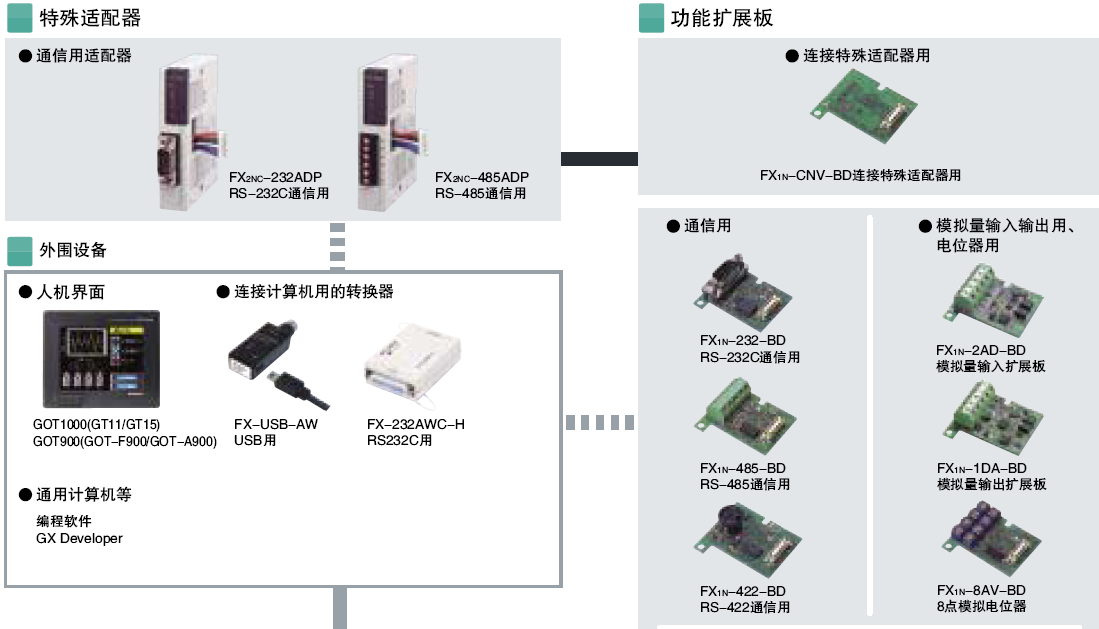 特殊适配器
● 通信用适配器
FX2NC-232ADP
RS-232C通信用
FX2NC-485ADP
RS-485通信用
外围设备
● 人机界面
GOT1000(GT11/GT15)
GOT900(GOT-F900/GOT-A900)
● 连接计算机用的转换器
FX-USB-AW
USB用
FX-232AWC-H
RS232C用
● 通用计算机等
编程软件
GX Developer
功能扩展板
● 连接特殊适配器用
FX1N-CNV-BD连接特殊适配器用
● 通信用
FX1N-232-BD
RS-232C通信用
FX1N-485-BD
RS-485通信用
FX1N-422-BD
RS-422通信用
● 模拟量输入输出用、
电位器用
FX1N-2AD-BD
模拟量输入扩展板
FX1N-1DA-BD
模拟量输出扩展板
FX1N-8AV-BD
8点模拟电位器